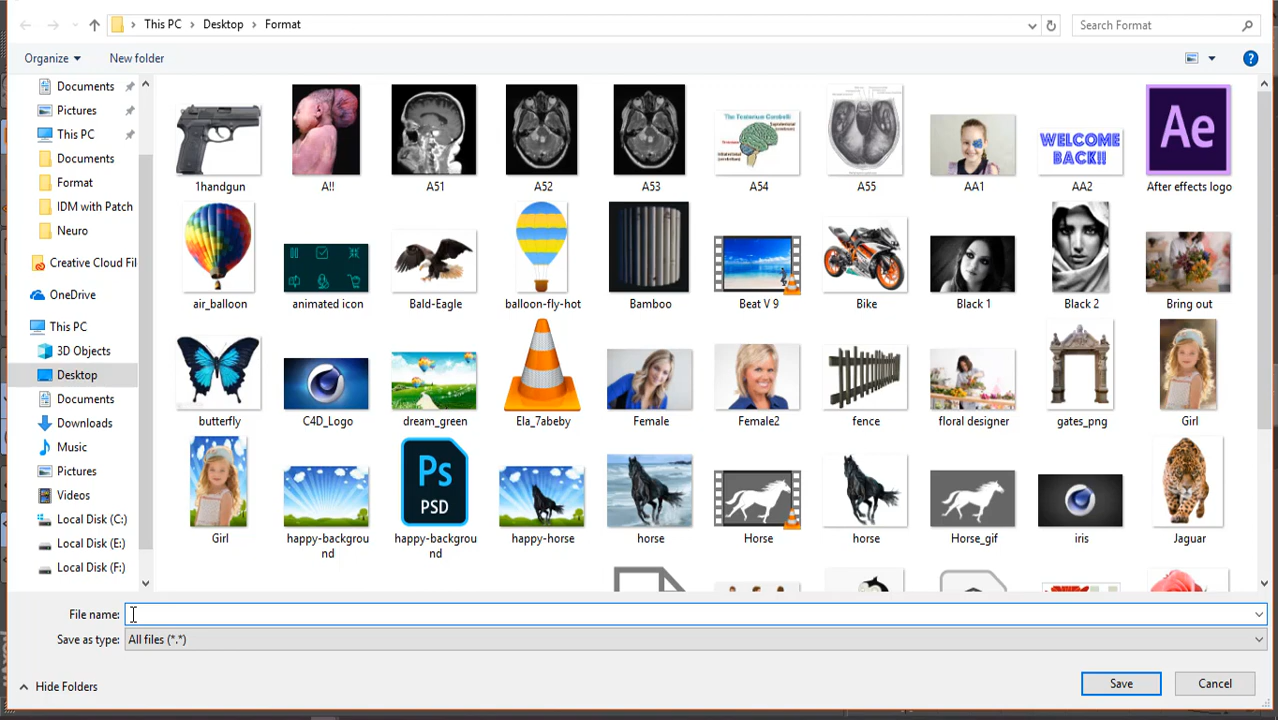 This PC > Desktop > Format
Search Format
Organize
New folder
Documents
Pictures
This PC
Documents
Format
IDM with Patch
Neuro
Creative Cloud Fil
OneDrive
This PC
3D Objects
Desktop
Documents
Downloads
Music
Pictures
Videos
Local Disk (C:)
Local Disk (E:)
Local Disk (F:)
The Tentorium Cerebelli
WELCOME
BACK!!
Ae
1handgun
A!!
A51
A52
A53
A54
A55
AA1
AA2
After effects logo
air_balloon
animated icon
Bald-Eagle
balloon-fly-hot
Bamboo
Beat V 9
Bike
Black 1
Black 2
Bring out
butterfly
C4D_Logo
dream_green
Ela_7abeby
Female
Female2
fence
floral designer
gates_png
Girl
Ps
PSD
Girl
happy-backgrou
nd
happy-backgrou
nd
happy-horse
horse
Horse
horse
Horse_gif
iris
Jaguar
File name:
Save as type:
All files (*.*)
Hide Folders
Save
Cancel